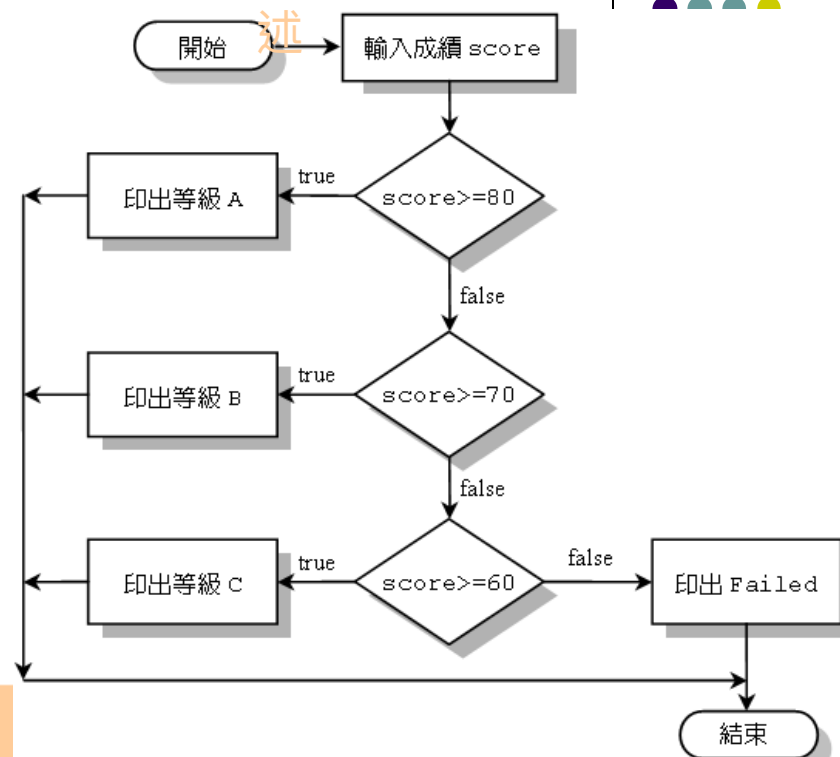 述
開始
輸入成績 score
true
印出等級 A
score>=80
false
true
印出等級 B
score>=70
false
true
false
印出等級 C
score>=60
印出 Failed
結束